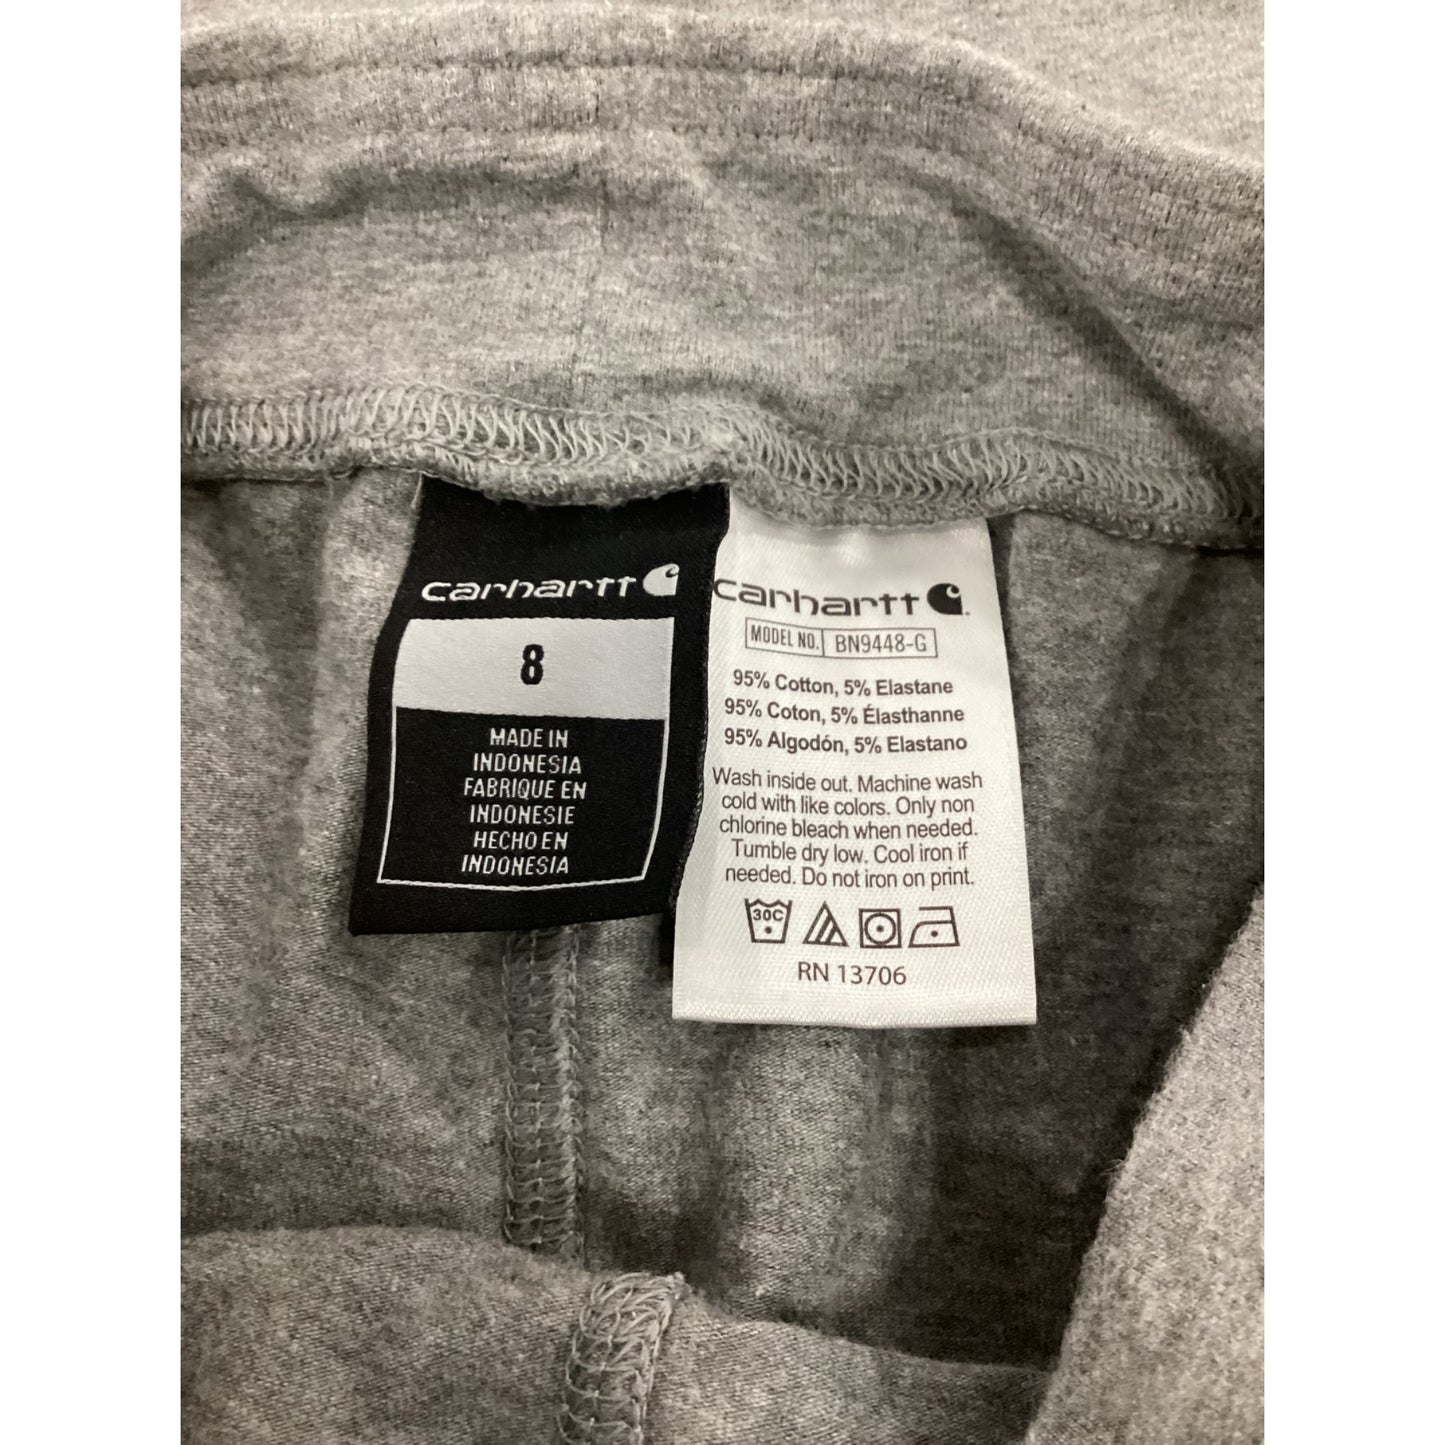 carhartt
8
MADE IN
INDONESIA
FABRIQUE EN
INDONESIE
HECHO EN
INDONESIA
carhartt
MODEL NO. BN9448-G
95% Cotton, 5% Elastane
95% Coton, 5% Élasthanne
95% Algodón, 5% Elastano
Wash inside out. Machine wash
cold with like colors. Only non
chlorine bleach when needed.
Tumble dry low. Cool iron if
needed. Do not iron on print.
30C
RN 13706